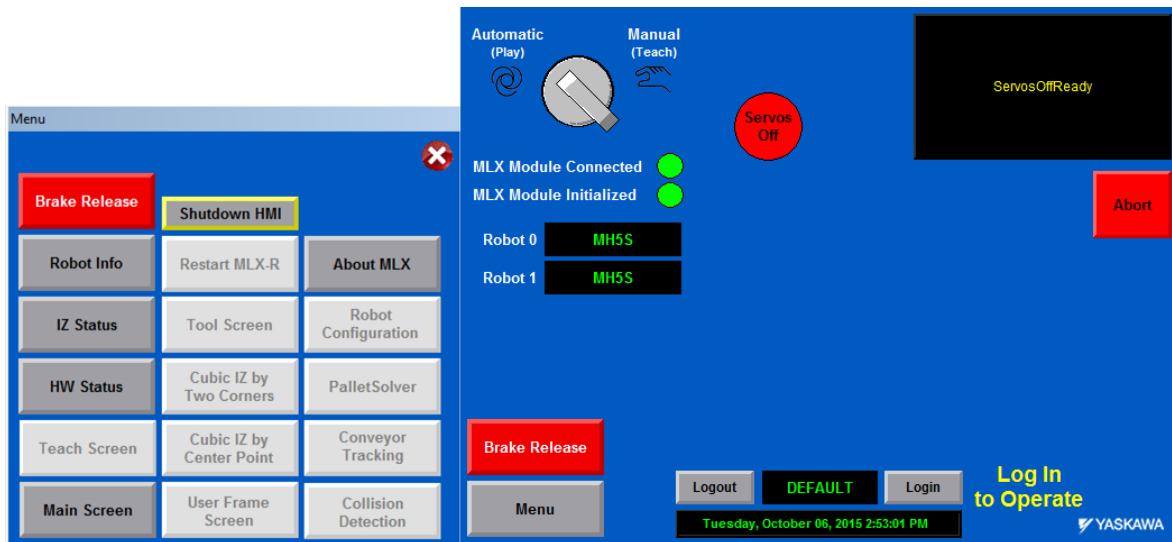 Menu
Brake Release
Shutdown HMI
Robot Info
Restart MLX-R
About MLX
IZ Status
Tool Screen
Robot
Configuration
HW Status
Cubic IZ by
Two Corners
PalletSolver
Teach Screen
Cubic IZ by
Center Point
Conveyor
Tracking
Main Screen
User Frame
Screen
Collision
Detection
Automatic
(Play)
Manual
(Teach)
Servos
Off
ServosOffReady
MLX Module Connected
MLX Module Initialized
Abort
Robot 0
MH5S
Robot 1
MH5S
Brake Release
Menu
Logout
DEFAULT
Login
Log In
to Operate
Tuesday, October 06, 2015 2:53:01 PM
YASKAWA